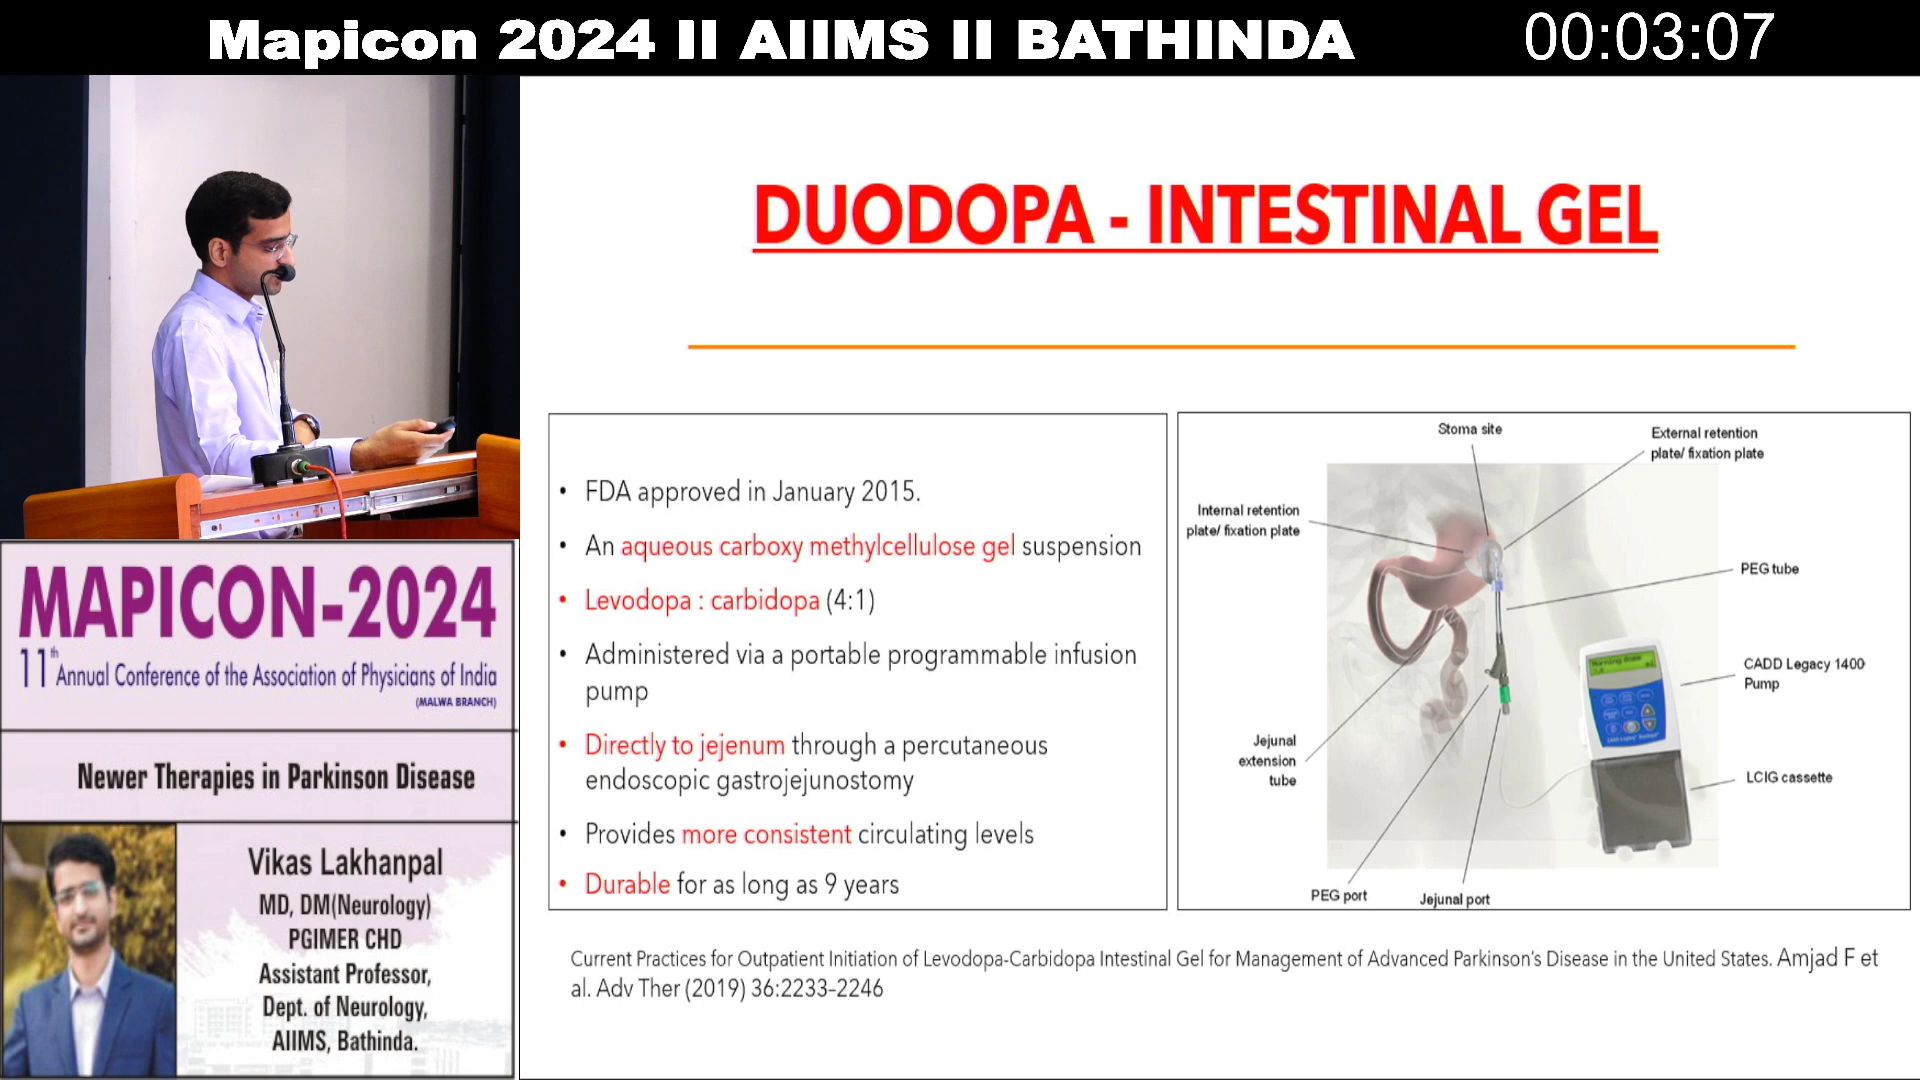 Mapicon 2024 II AIIMS II BATHINDA
00:03:07
DUODOPA - INTESTINAL GEL
• FDA approved in January 2015.
• An aqueous carboxy methylcellulose gel suspension
• Levodopa : carbidopa (4:1)
• Administered via a portable programmable infusion
pump
• Directly to jejenum through a percutaneous
endoscopic gastrojejunostomy
• Provides more consistent circulating levels
• Durable for as long as 9 years
Stoma site
External retention
plate/ fixation plate
Internal retention
plate/ fixation plate
PEG tube
CADD Legacy 1400
Pump
Jejunal
extension
tube
LCIG cassette
PEG port
Jejunal port
Current Practices for Outpatient Initiation of Levodopa-Carbidopa Intestinal Gel for Management of Advanced Parkinson's Disease in the United States. Amjad F et
al. Adv Ther (2019) 36:2233–2246
MAPICON-2024
11th Annual Conference of the Association of Physicians of India
(MALWA BRANCH)
Newer Therapies in Parkinson Disease
Vikas Lakhanpal
MD, DM(Neurology)
PGIMER CHD
Assistant Professor,
Dept. of Neurology,
AIIMS, Bathinda.